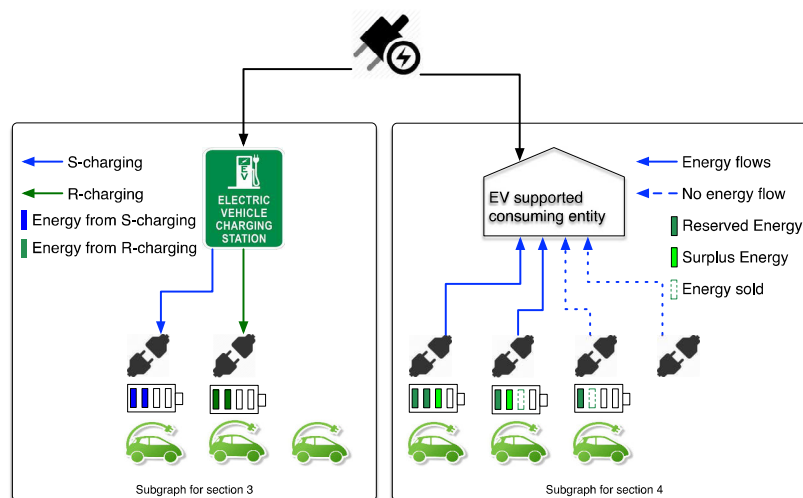 S-charging
R-charging
Energy from S-charging
Energy from R-charging
EV
ELECTRIC
VEHICLE
CHARGING
STATION
Subgraph for section 3
EV supported
consuming entity
Energy flows
No energy flow
Reserved Energy
Surplus Energy
Energy sold
Subgraph for section 4